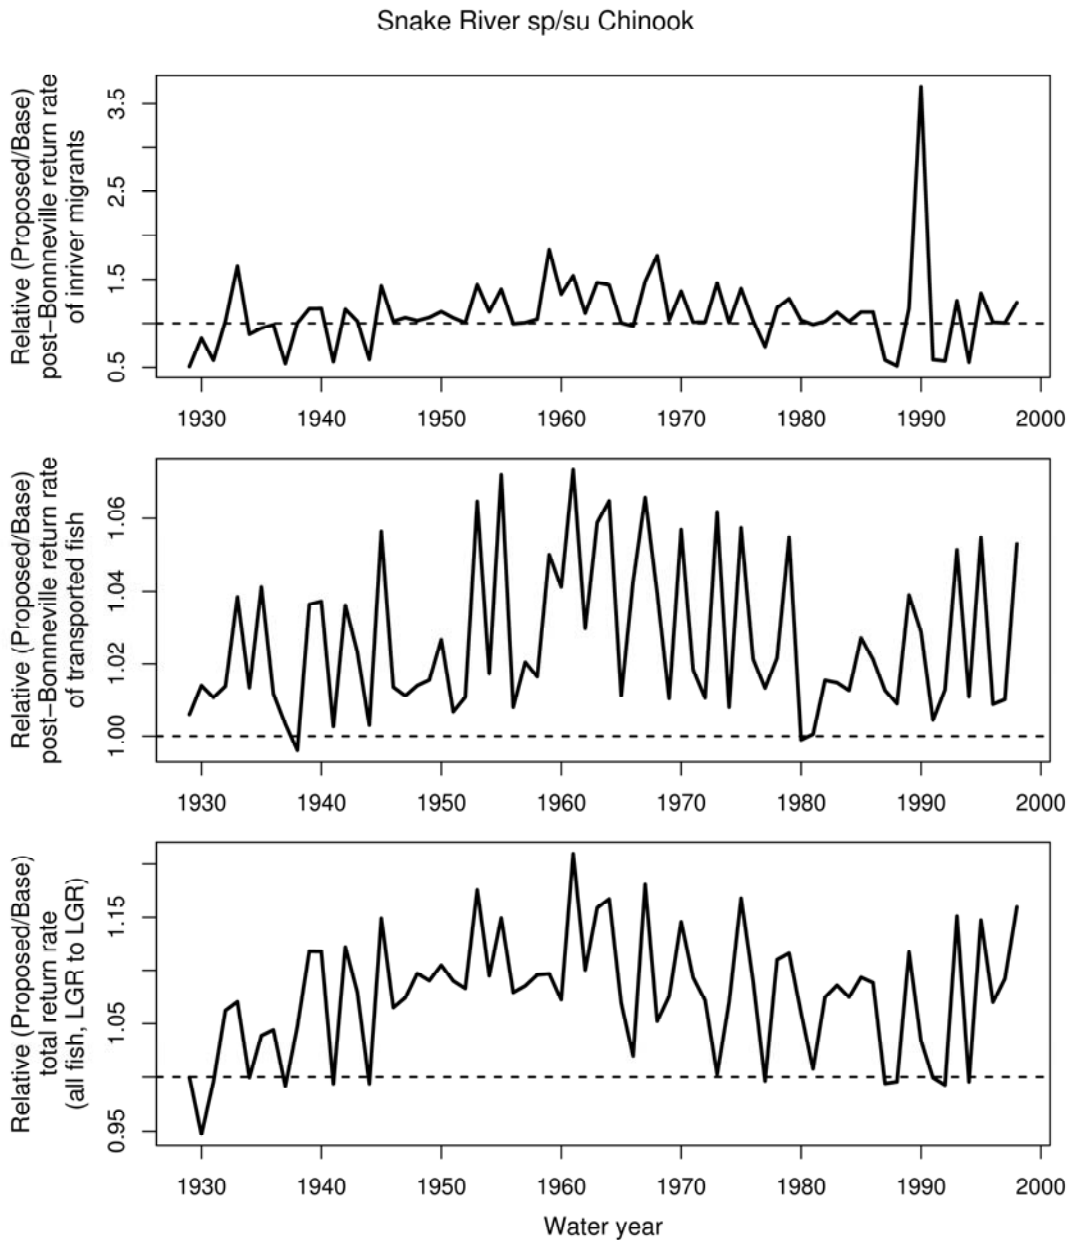 Snake River sp/su Chinook
Relative (Proposed/Base)
post−Bonnneville return rate
of inriver migrants
3.5
2.5
1.5
0.5
1930 1940 1950 1960 1970 1980 1990 2000
Relative (Proposed/Base)
post−Bonnneville return rate
of transported fish
1.06
1.04
1.02
1.00
1930 1940 1950 1960 1970 1980 1990 2000
Relative (Proposed/Base)
total return rate
(all fish, LGR to LGR)
1.15
1.05
0.95
1930 1940 1950 1960 1970 1980 1990 2000
Water year